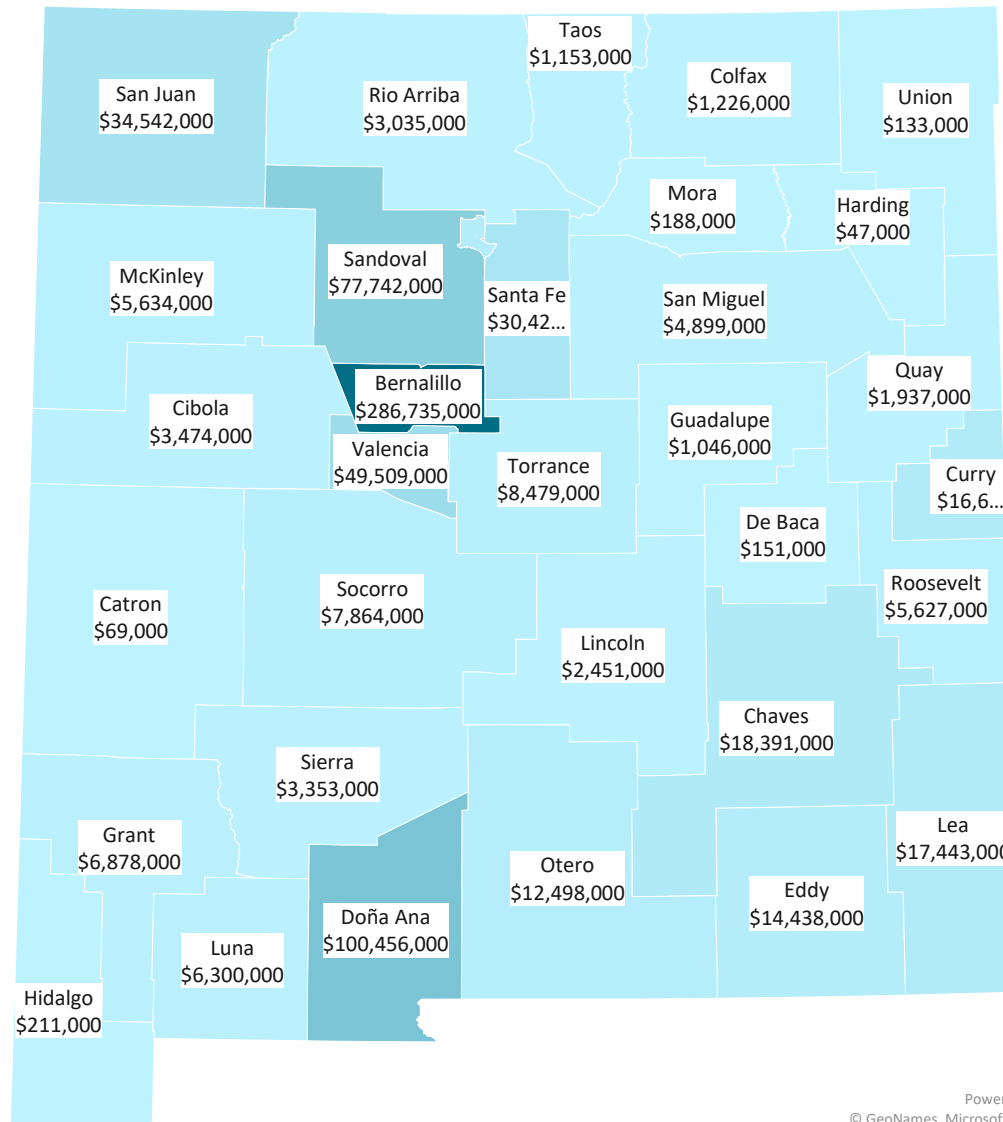 Taos
$1,153,000
San Juan
$34,542,000
Rio Arriba
$3,035,000
Colfax
$1,226,000
Union
$133,000
Mora
$188,000
Harding
$47,000
Sandoval
$77,742,000
McKinley
$5,634,000
Santa Fe
$30,42...
San Miguel
$4,899,000
Bernalillo
$286,735,000
Quay
$1,937,000
Cibola
$3,474,000
Guadalupe
$1,046,000
Valencia
$49,509,000
Torrance
$8,479,000
Curry
$16,6...
De Baca
$151,000
Catron
$69,000
Socorro
$7,864,000
Roosevelt
$5,627,000
Lincoln
$2,451,000
Chaves
$18,391,000
Sierra
$3,353,000
Grant
$6,878,000
Lea
$17,443,000
Otero
$12,498,000
Eddy
$14,438,000
Doña Ana
$100,456,000
Luna
$6,300,000
Hidalgo
$211,000
Power
© GeoNames, Microsoft